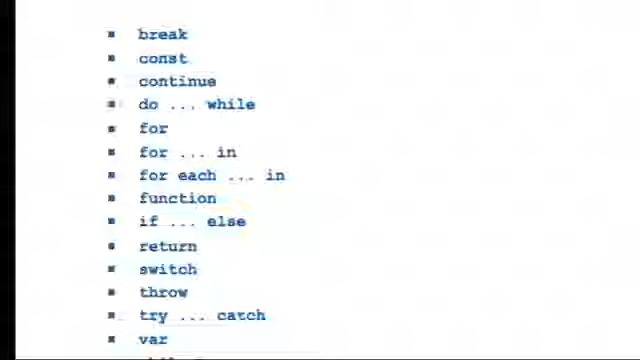 break
const
continue
do ... while
for
for ... in
for each ... in
function
if ... else
return
switch
throw
try ... catch
var